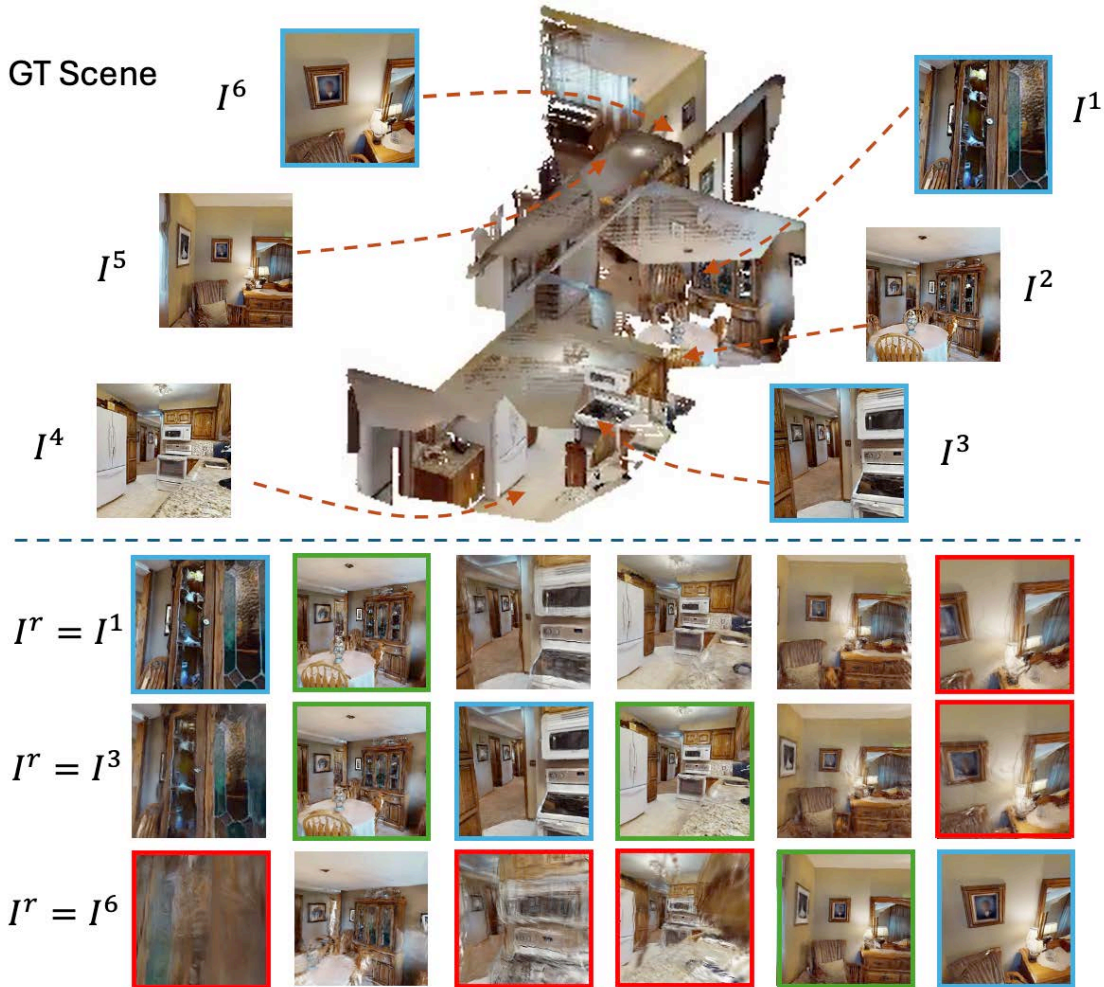 GT Scene
I^6
I^1
I^5
I^2
I^4
I^3
I^r = I^1
I^r = I^3
I^r = I^6